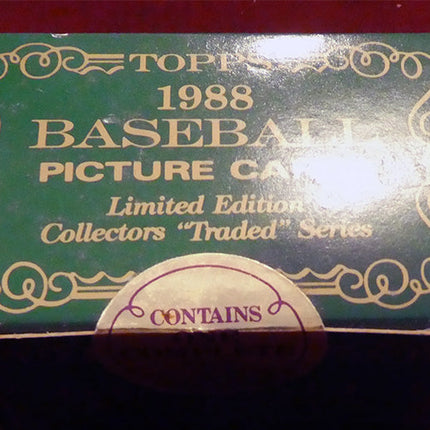 TOPPS
1988
BASEBALL
PICTURE
Limited Edition
Collectors "Traded" Series
CONTAINS